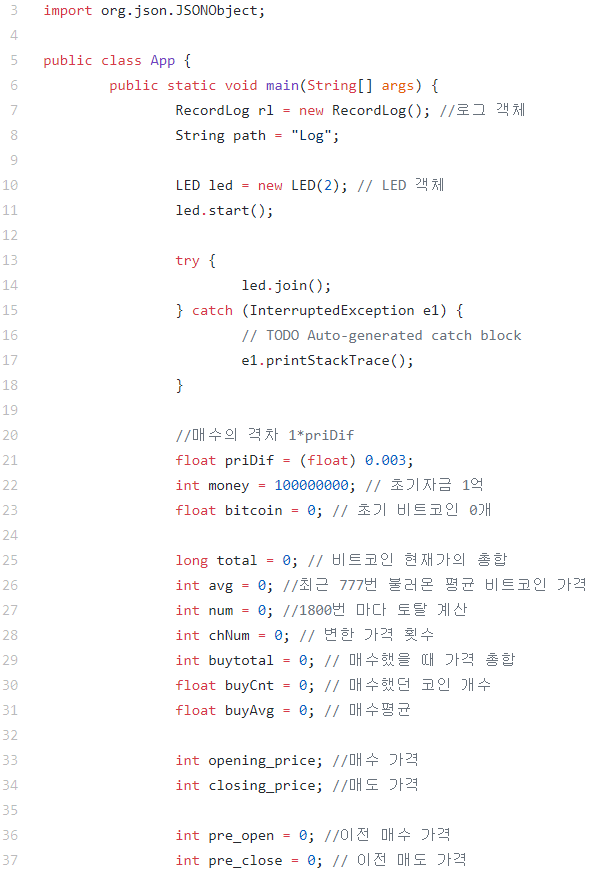 3 import org.json.JSONObject;
4
5 public class App {
6 public static void main(String[] args) {
7 RecordLog rl = new RecordLog(); //로그 객체
8 String path = "Log";
9
10 LED led = new LED(2); // LED 객체
11 led.start();
12
13 try {
14 led.join();
15 } catch (InterruptedException e1) {
16 // TODO Auto-generated catch block
17 e1.printStackTrace();
18 }
19
20 //매수의 격차 1*priDif
21 float priDif = (float) 0.003;
22 int money = 100000000; // 초기자금 1억
23 float bitcoin = 0; // 초기 비트코인 0개
24
25 long total = 0; // 비트코인 현재가의 총합
26 int avg = 0; //최근 777번 불러온 평균 비트코인 가격
27 int num = 0; //1800번 마다 토탈 계산
28 int chNum = 0; // 변한 가격 횟수
29 int buytotal = 0; // 매수했을 때 가격 총합
30 float buyCnt = 0; // 매수했던 코인 개수
31 float buyAvg = 0; // 매수평균
32
33 int opening_price; //매수 가격
34 int closing_price; //매도 가격
35
36 int pre_open = 0; //이전 매수 가격
37 int pre_close = 0; // 이전 매도 가격